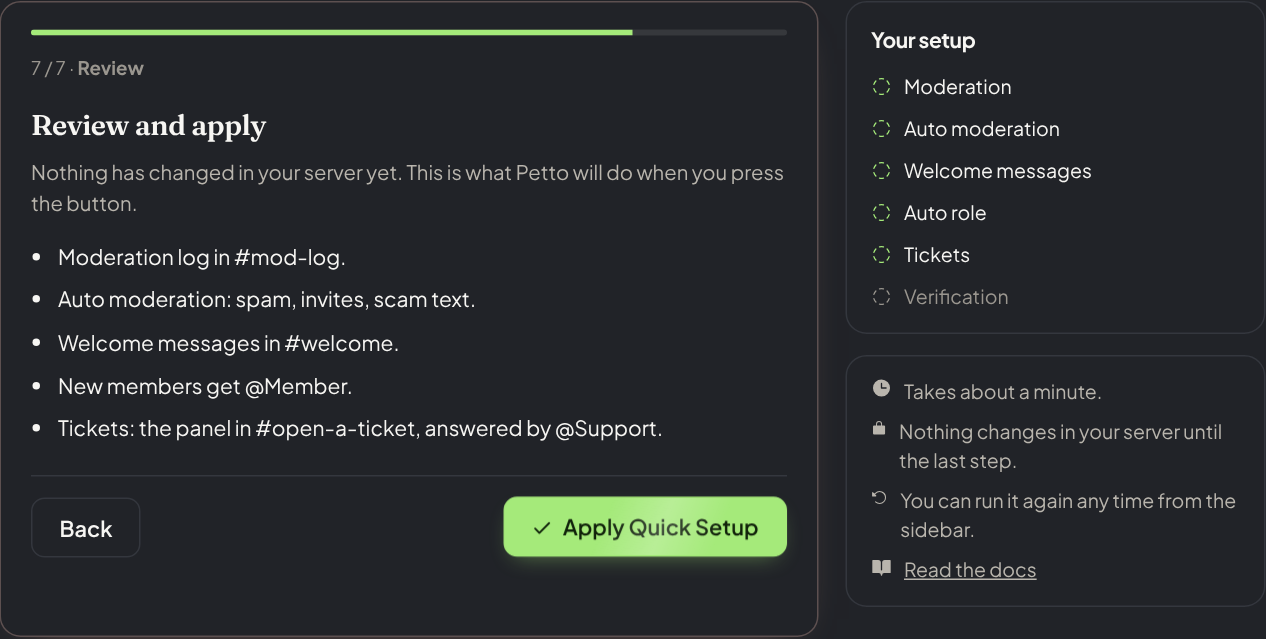 7 / 7 · Review
Review and apply
Nothing has changed in your server yet. This is what Petto will do when you press
the button.
• Moderation log in #mod-log.
• Auto moderation: spam, invites, scam text.
• Welcome messages in #welcome.
• New members get @Member.
• Tickets: the panel in #open-a-ticket, answered by @Support.
Back
Apply Quick Setup
Your setup
Moderation
Auto moderation
Welcome messages
Auto role
Tickets
Verification
Takes about a minute.
Nothing changes in your server until
the last step.
You can run it again any time from the
sidebar.
Read the docs